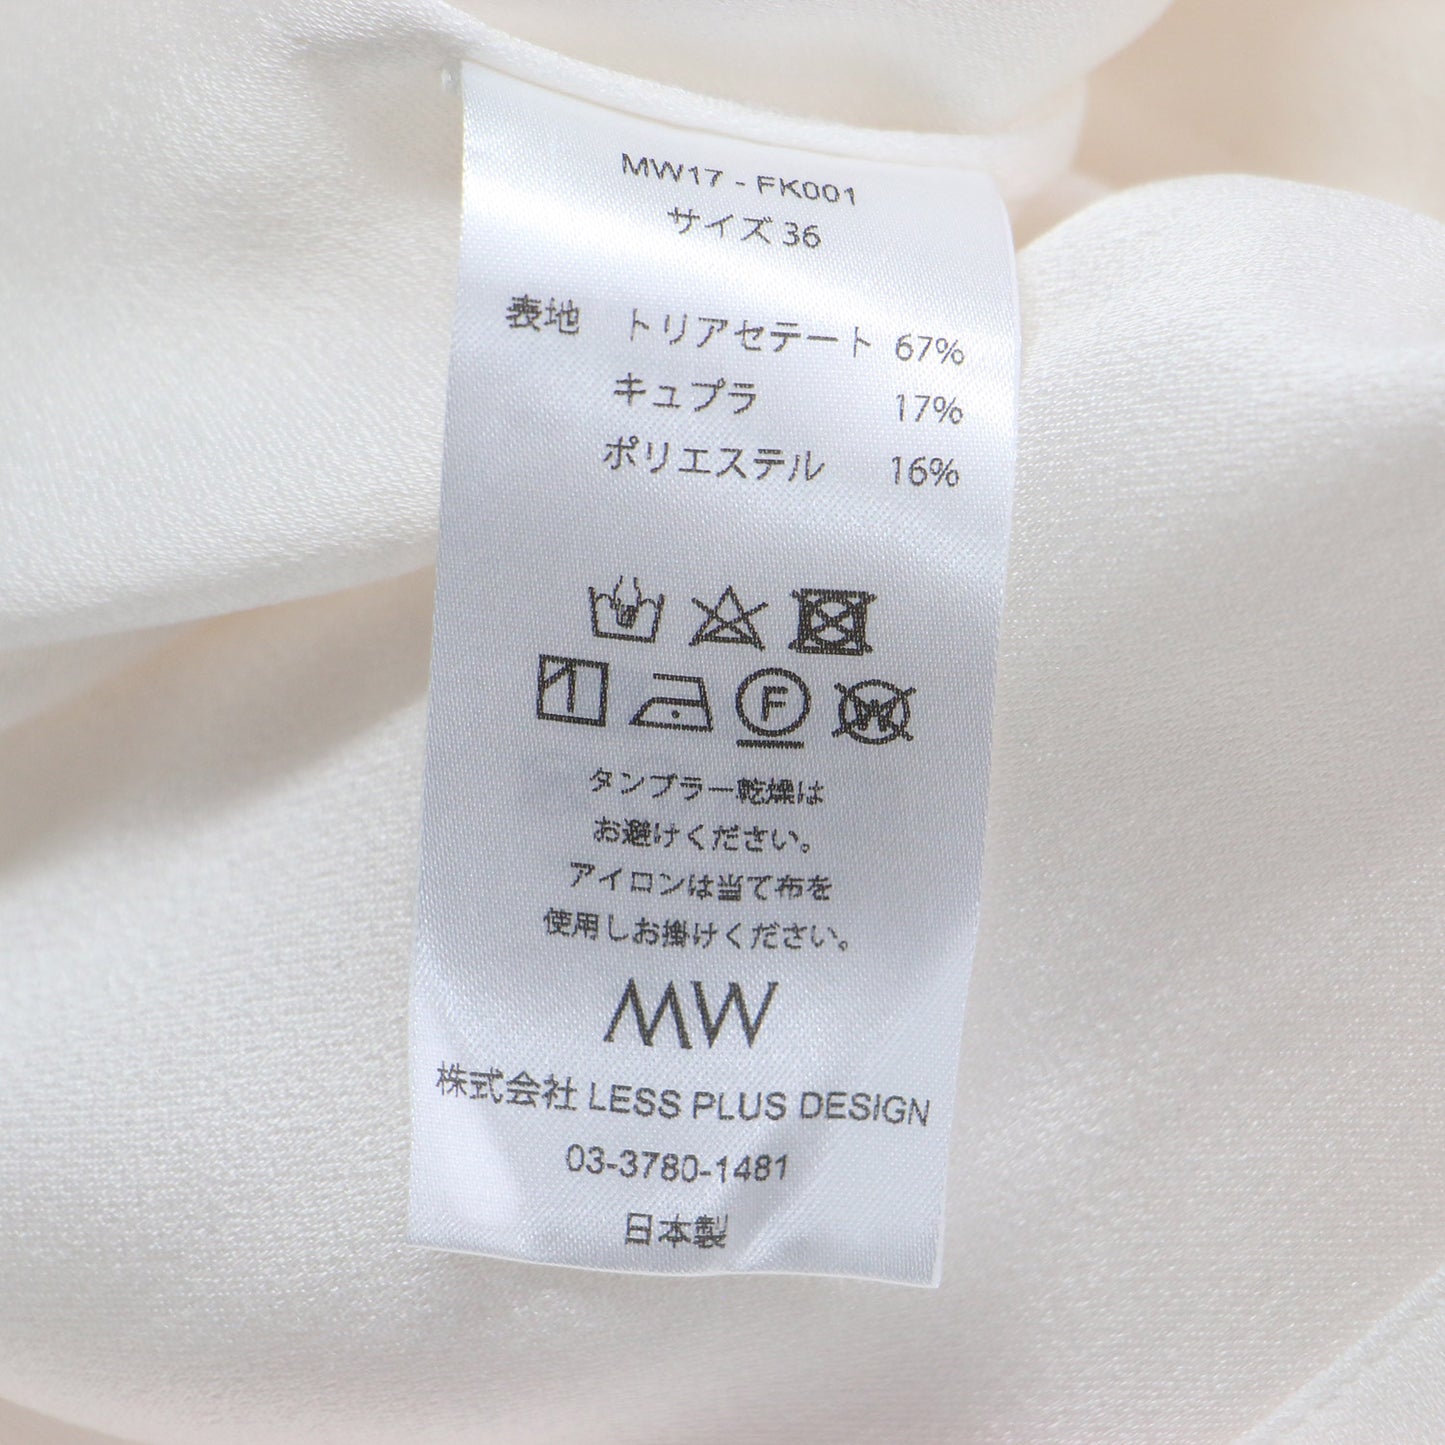 MW17 - FK001
サイズ 36
表地 トリアセテート 67%
キュプラ 17%
ポリエステル 16%
F W
タンブラー乾燥は
お避けください。
アイロンは当て布を
使用しお掛けください。
MW
株式会社 LESS PLUS DESIGN
03-3780-1481
日本製